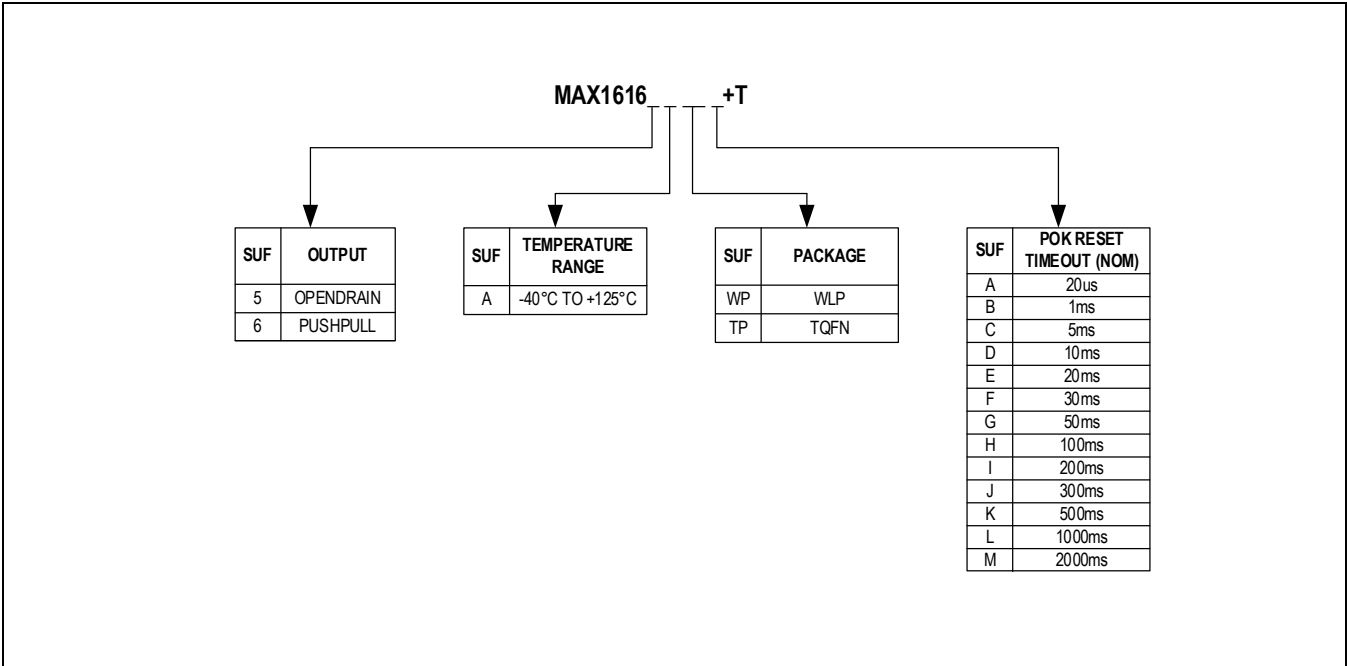 MAX1616_ _ __ _+T
SUF OUTPUT
5 OPENDRAIN
6 PUSHPULL
SUF TEMPERATURE RANGE
A -40°C TO +125°C
SUF PACKAGE
WP WLP
TP TQFN
SUF POK RESET TIMEOUT (NOM)
A 20us
B 1ms
C 5ms
D 10ms
E 20ms
F 30ms
G 50ms
H 100ms
I 200ms
J 300ms
K 500ms
L 1000ms
M 2000ms